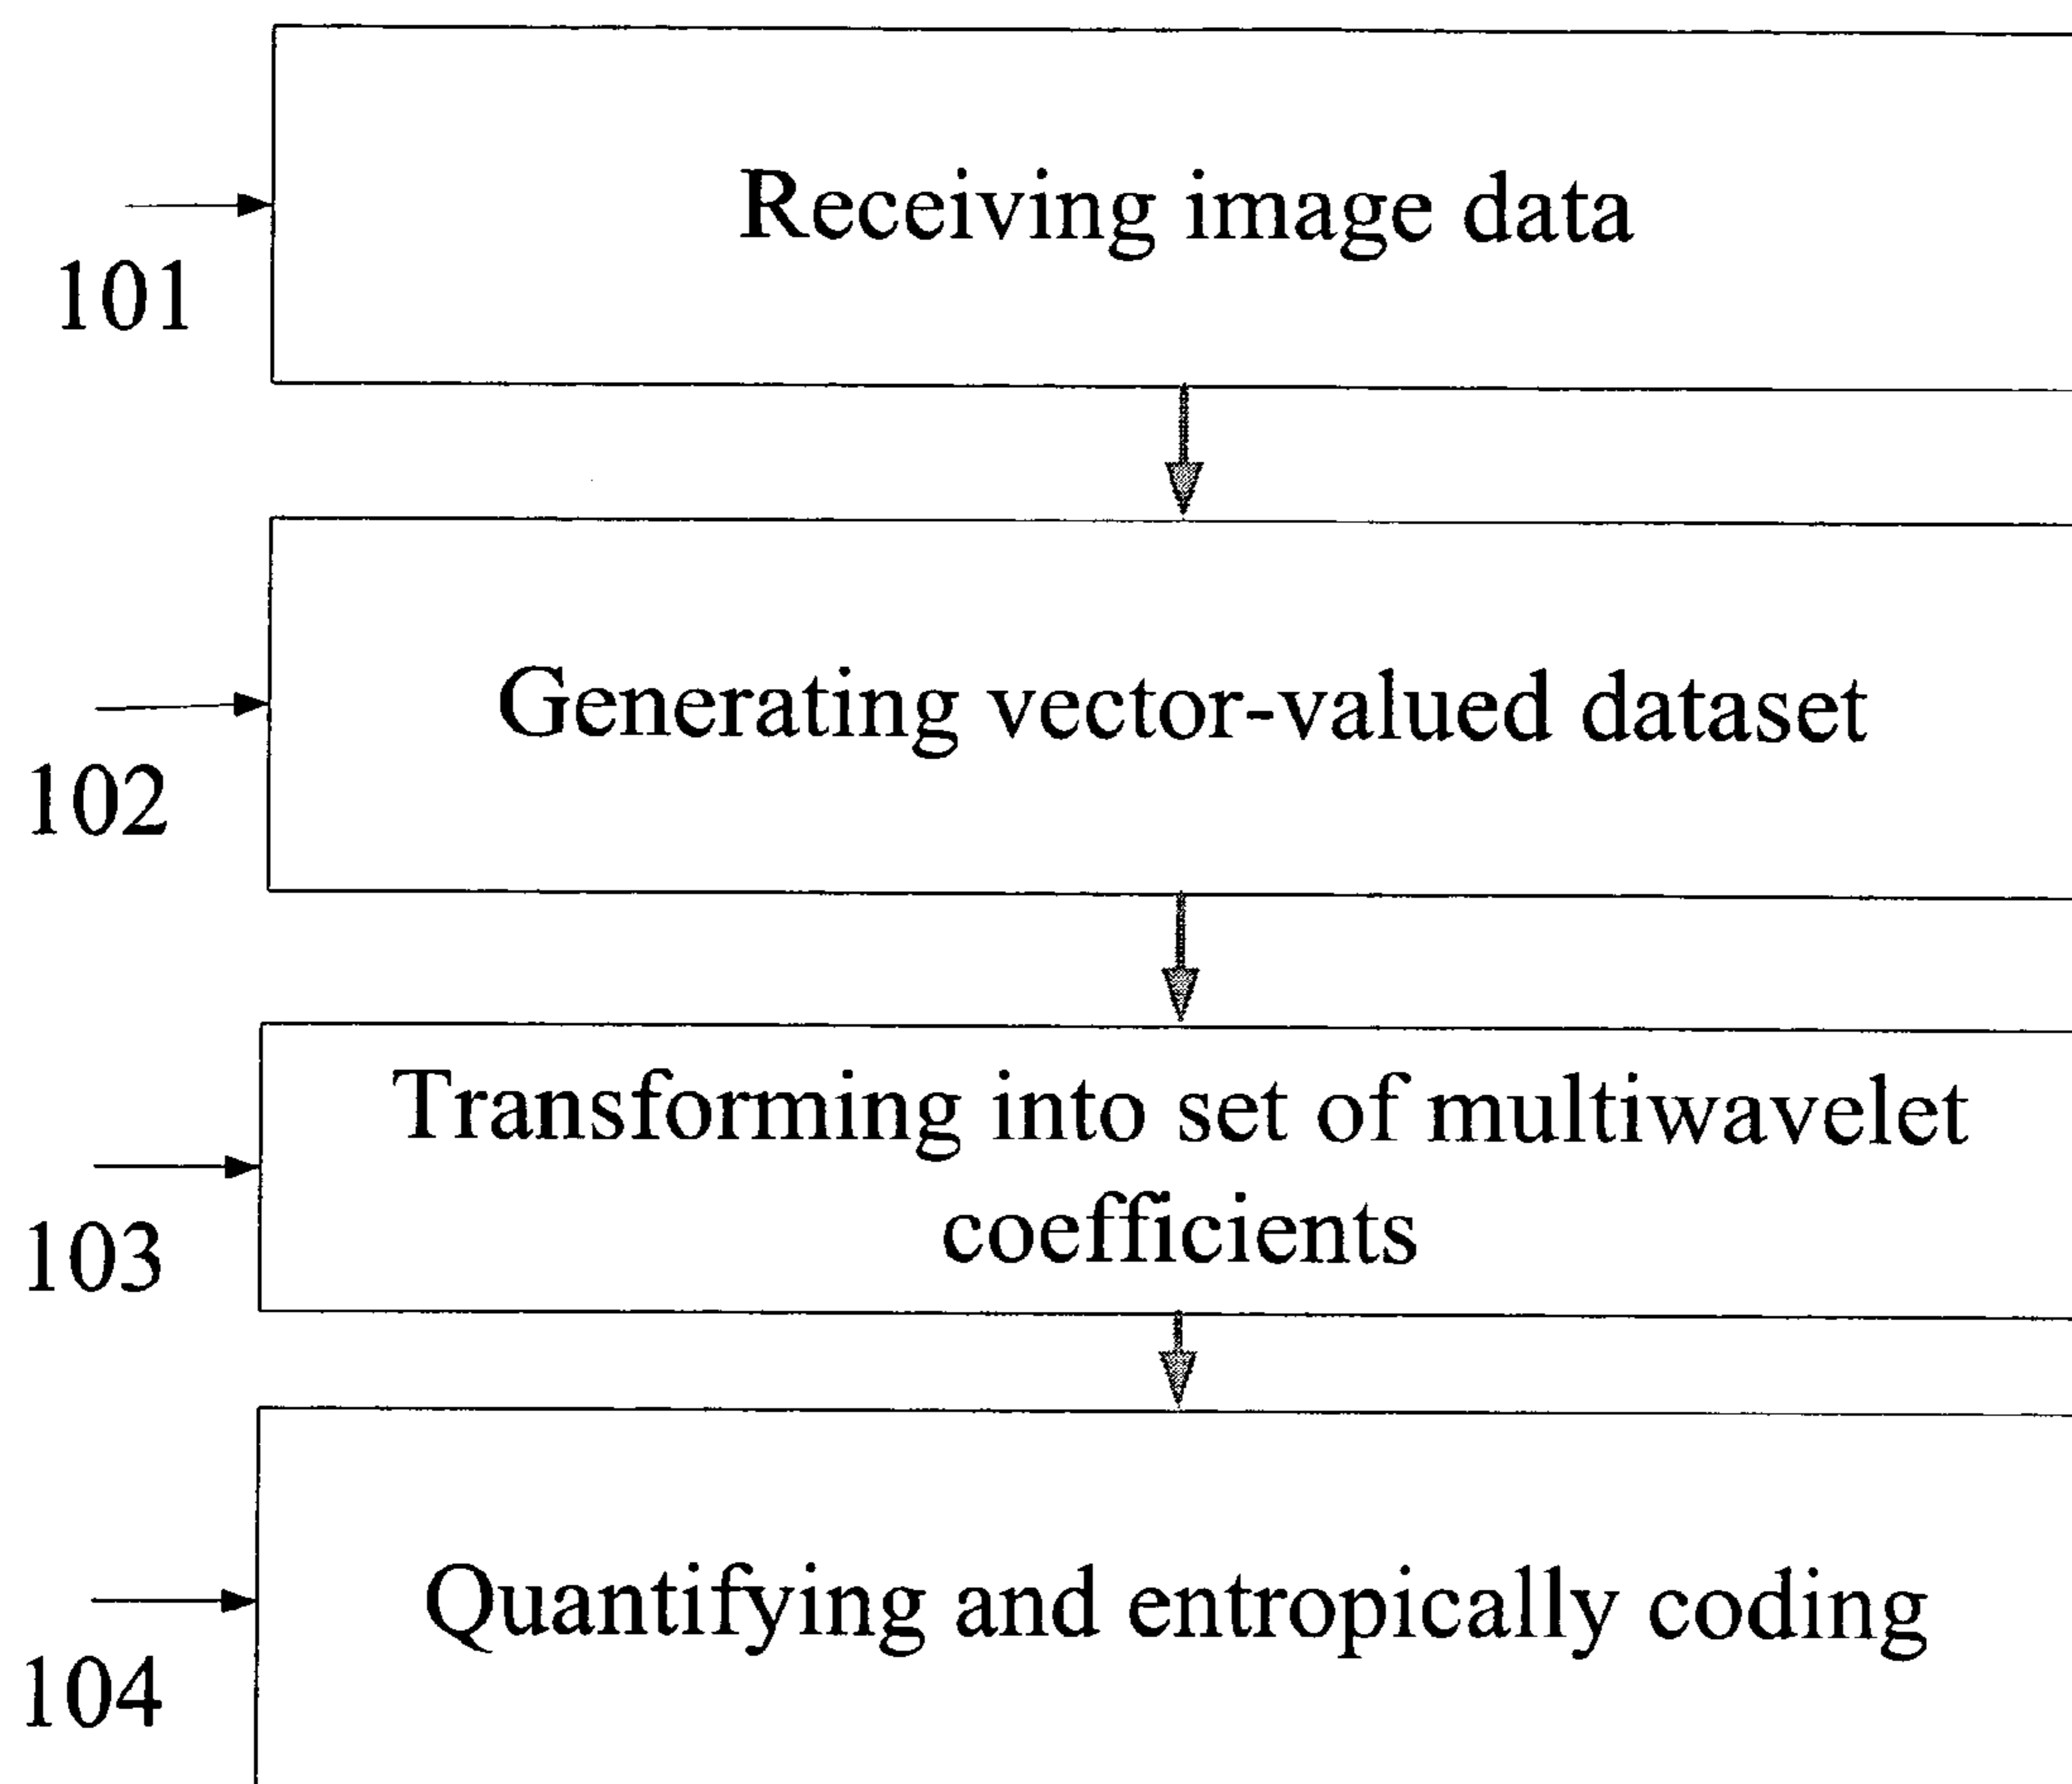 Receiving image data
101
Generating vector-valued dataset
102
Transforming into set of multiwavelet
coefficients
103
Quantifying and entropically coding
104